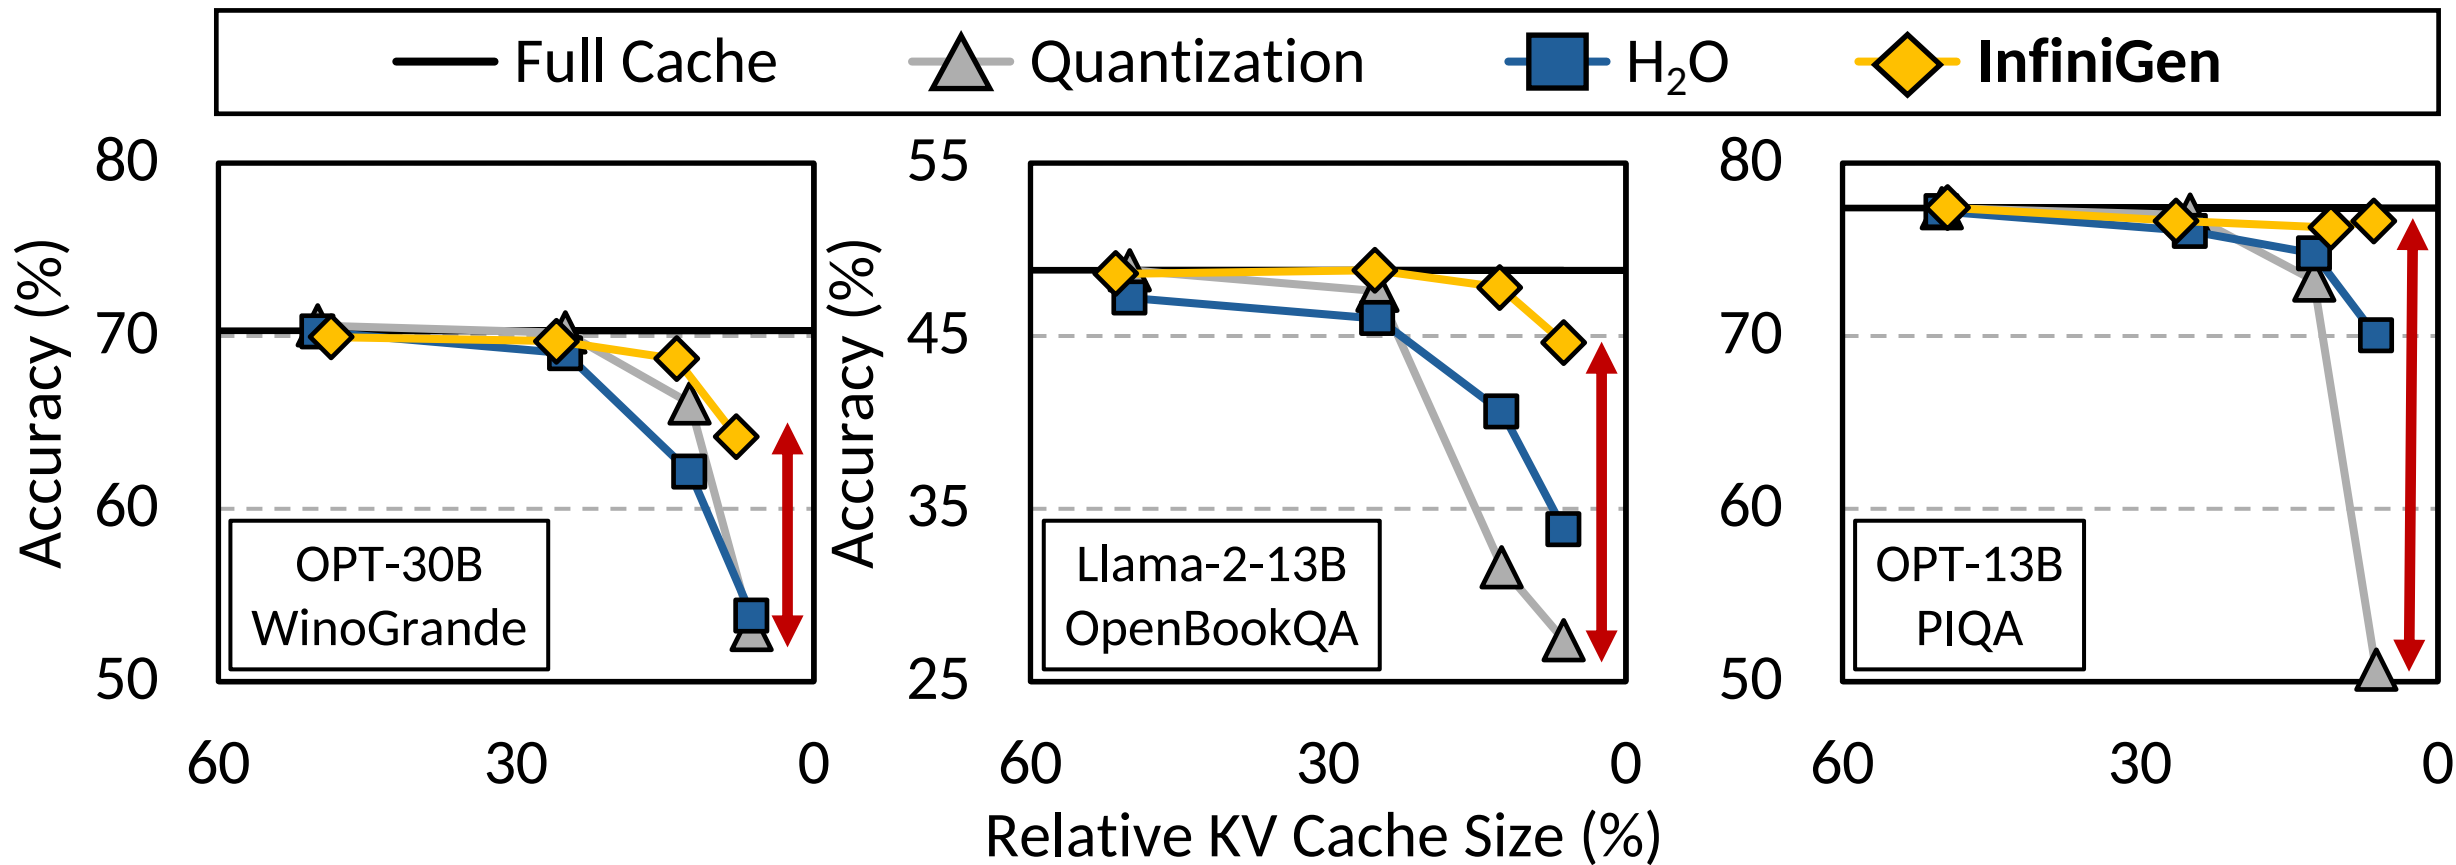 Full Cache Quantization H₂O InfiniGen
80
70
60
50
Accuracy (%)
OPT-30B
WinoGrande
60 30 0
55
45
35
25
Accuracy (%)
Llama-2-13B
OpenBookQA
60 30 0
80
70
60
50
OPT-13B
PIQA
60 30 0
Relative KV Cache Size (%)